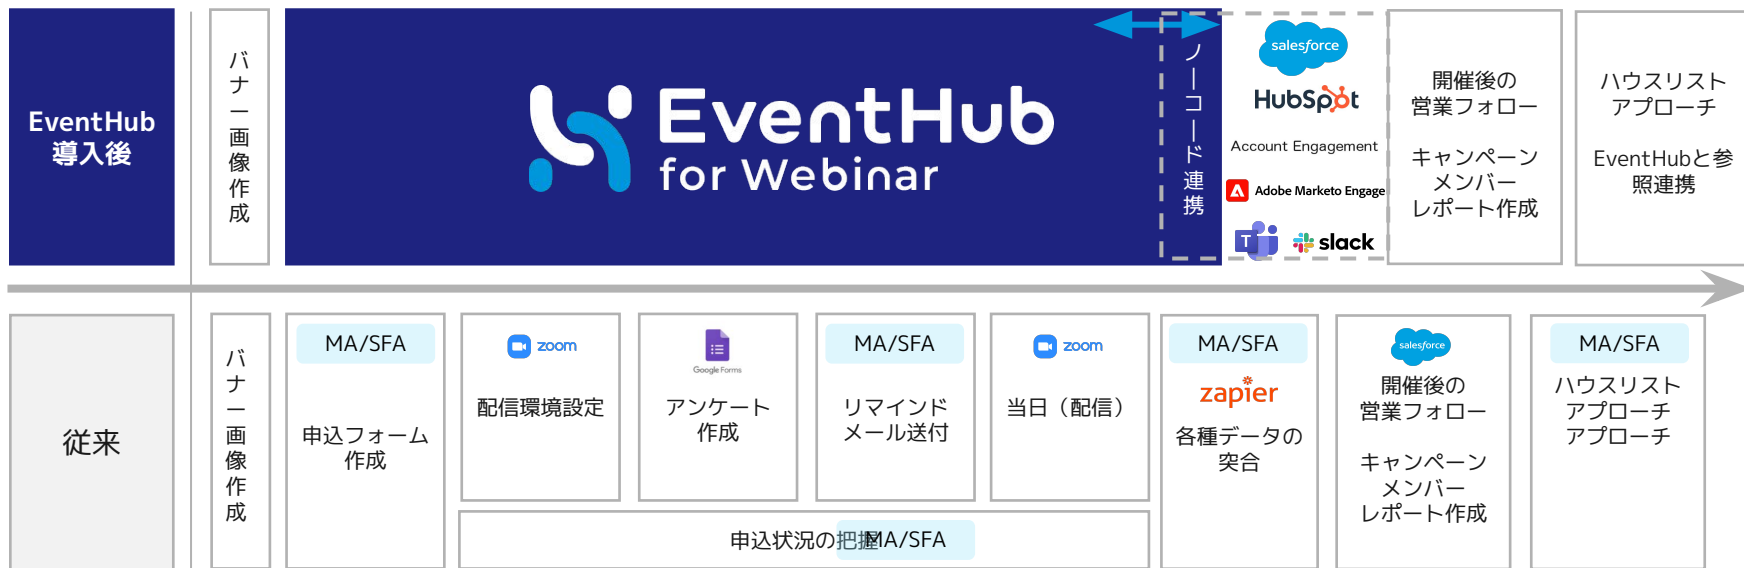 EventHub
導入後
バナー画像作成
EventHub
for Webinar
ノーコード連携
salesforce
HubSpot
Account Engagement
Adobe Marketo Engage
T
slack
開催後の
営業フォロー
キャンペーン
メンバー
レポート作成
ハウスリスト
アプローチ
EventHubと参
照連携
従来
バナー画像作成
MA/SFA
申込フォーム
作成
zoom
配信環境設定
Google Forms
アンケート
作成
MA/SFA
リマインド
メール送付
zoom
当日（配信）
申込状況の把握
MA/SFA
MA/SFA
zapier
各種データの
突合
salesforce
開催後の
営業フォロー
キャンペーン
メンバー
レポート作成
MA/SFA
ハウスリスト
アプローチ
アプローチ